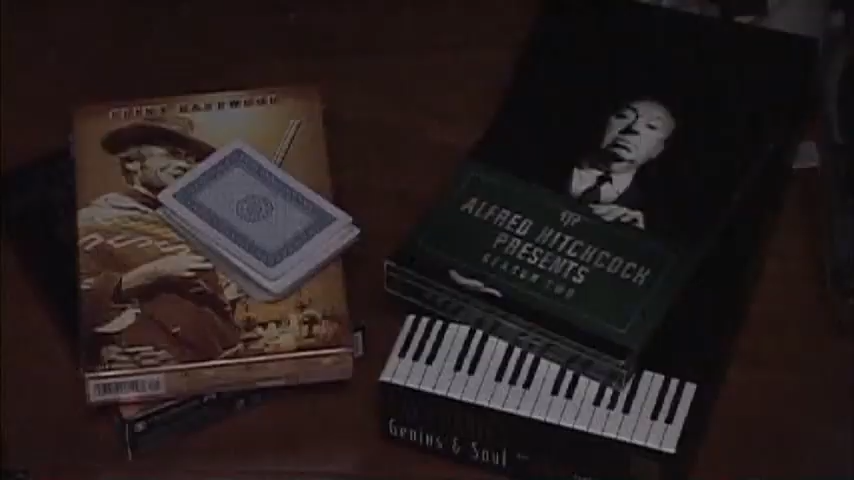 CLINT EASTWOOD
ALFRED HITCHCOCK
PRESENTS
SEASON TWO
Genius & Soul